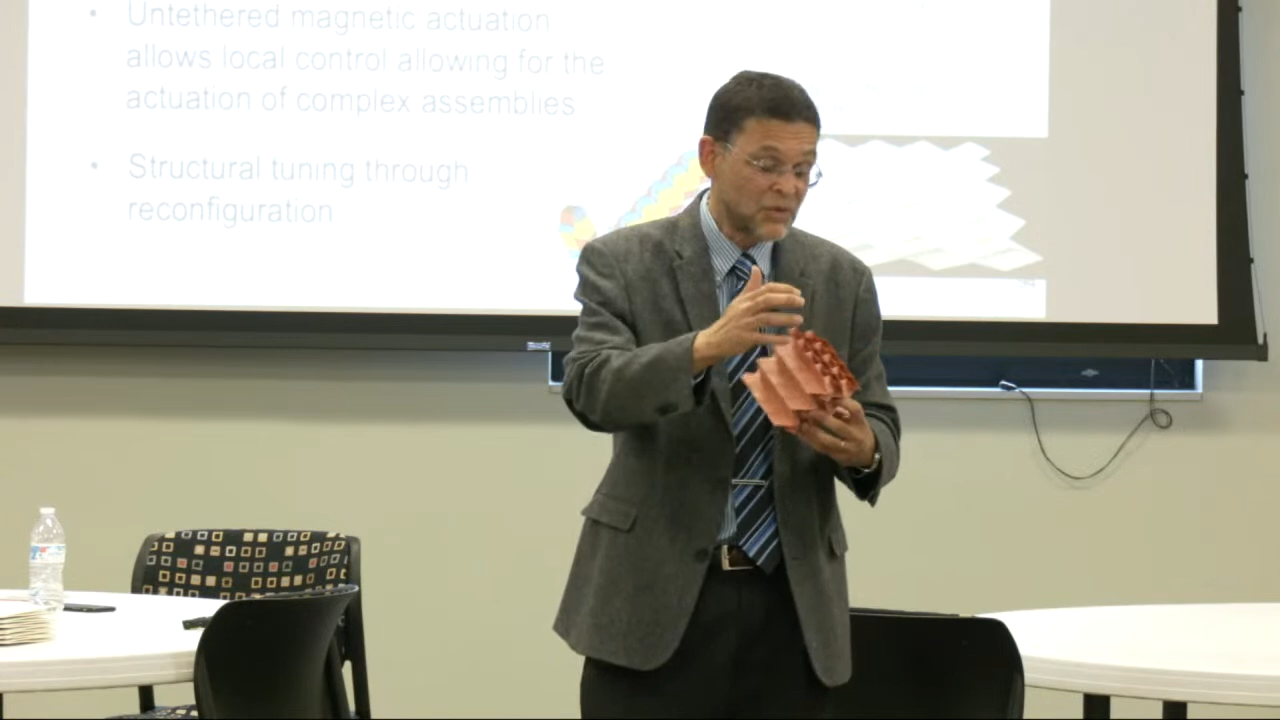 • Untethered magnetic actuation
allows local control allowing for the
actuation of complex assemblies
• Structural tuning through
reconfiguration